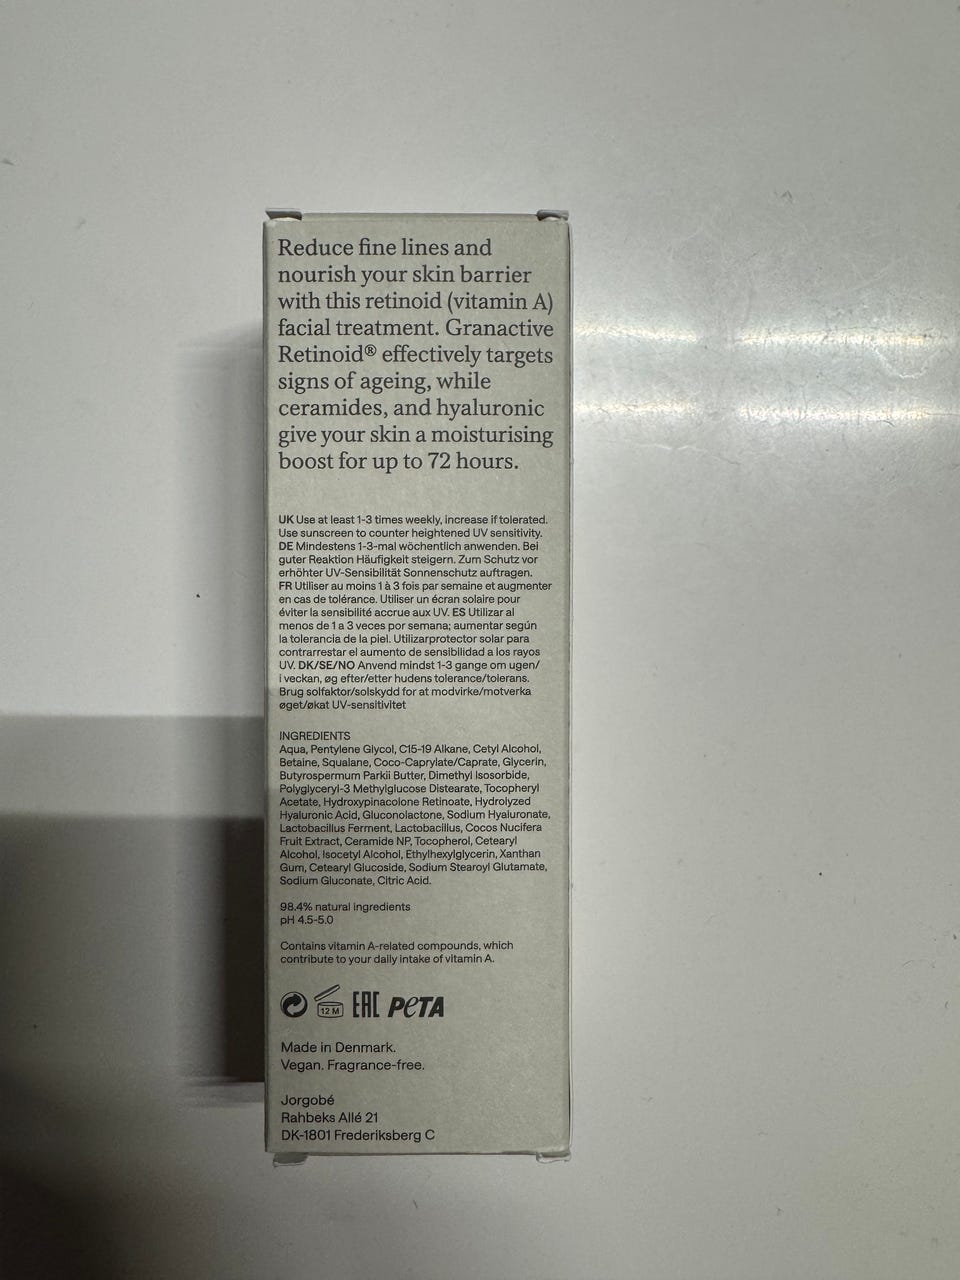 Reduce fine lines and
nourish your skin barrier
with this retinoid (vitamin A)
facial treatment. Granactive
Retinoid® effectively targets
signs of ageing, while
ceramides, and hyaluronic
give your skin a moisturising
boost for up to 72 hours.
UK Use at least 1-3 times weekly, increase if tolerated.
Use sunscreen to counter heightened UV sensitivity.
DE Mindestens 1-3-mal wöchentlich anwenden. Bei
guter Reaktion Häufigkeit steigern. Zum Schutz vor
erhöhter UV-Sensibilität Sonnenschutz auftragen.
FR Utiliser au moins 1 à 3 fois par semaine et augmenter
en cas de tolérance. Utiliser un écran solaire pour
éviter la sensibilité accrue aux UV. ES Utilizar al
menos de 1 a 3 veces por semana; aumentar según
la tolerancia de la piel. Utilizarprotector solar para
contrarrestar el aumento de sensibilidad a los rayos
UV. DK/SE/NO Anvend mindst 1-3 gange om ugen/
i veckan, øg efter/etter hudens tolerance/tolerans.
Brug solfaktor/solskydd for at modvirke/motverka
øget/økat UV-sensitivitet
INGREDIENTS
Aqua, Pentylene Glycol, C15-19 Alkane, Cetyl Alcohol,
Betaine, Squalane, Coco-Caprylate/Caprate, Glycerin,
Butyrospermum Parkii Butter, Dimethyl Isosorbide,
Polyglyceryl-3 Methylglucose Distearate, Tocopheryl
Acetate, Hydroxypinacolone Retinoate, Hydrolyzed
Hyaluronic Acid, Gluconolactone, Sodium Hyaluronate,
Lactobacillus Ferment, Lactobacillus, Cocos Nucifera
Fruit Extract, Ceramide NP, Tocopherol, Cetearyl
Alcohol, Isocetyl Alcohol, Ethylhexylglycerin, Xanthan
Gum, Cetearyl Glucoside, Sodium Stearoyl Glutamate,
Sodium Gluconate, Citric Acid.
98.4% natural ingredients
pH 4.5-5.0
Contains vitamin A-related compounds, which
contribute to your daily intake of vitamin A.
12 M EAC PeTA
Made in Denmark.
Vegan. Fragrance-free.
Jorgobé
Rahbeks Allé 21
DK-1801 Frederiksberg C